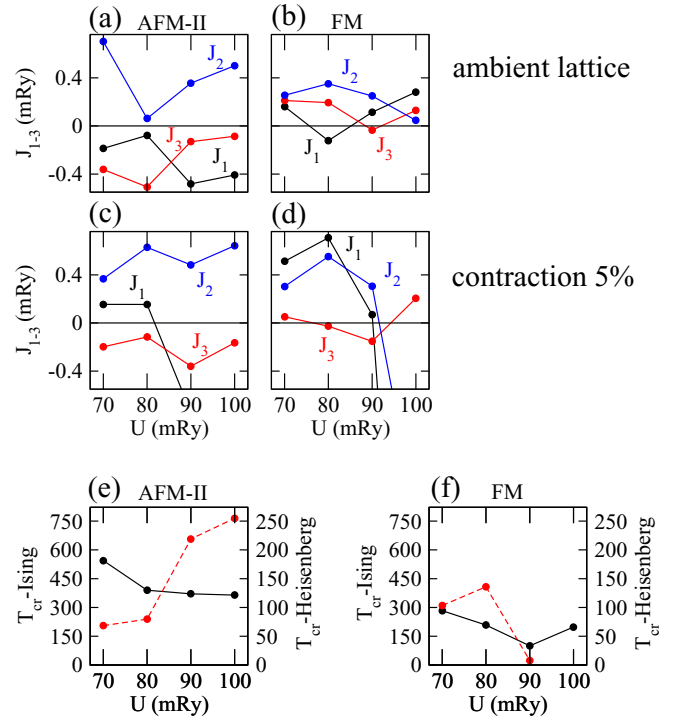 (a) AFM-II (b) FM
ambient lattice
J1-3 (mRy)
0.4
0
-0.4
J2
J3
J1
J2
J1
J3
(c) (d)
contraction 5%
J1-3 (mRy)
0.4
0
-0.4
J1
J2
J3
J1
J2
J3
70 80 90 100 70 80 90 100
U (mRy) U (mRy)
(e) AFM-II (f) FM
Tcr-Ising
750
600
450
300
150
0
250
200
150
100
50
0
Tcr-Heisenberg
Tcr-Ising
750
600
450
300
150
0
250
200
150
100
50
0
Tcr-Heisenberg
70 80 90 100 70 80 90 100
U (mRy) U (mRy)